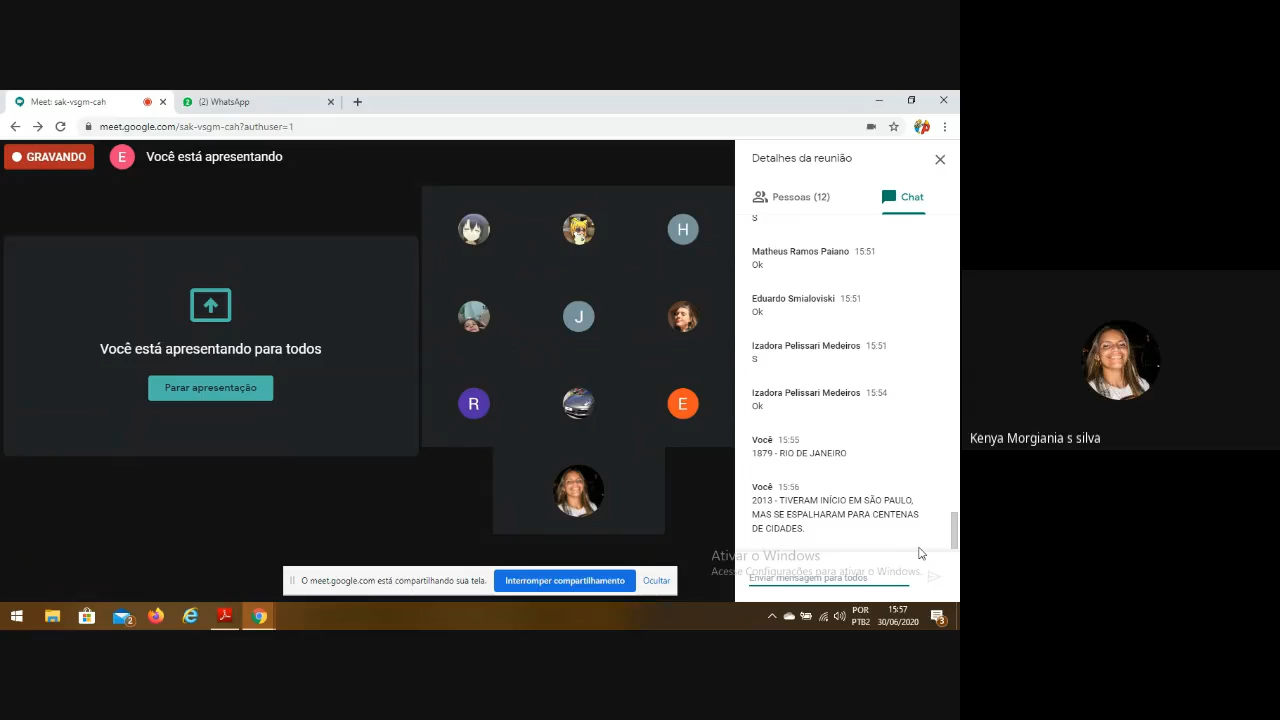 Meet: sak-vsgm-cah
(2) WhatsApp
meet.google.com/sak-vsgm-cah?authuser=1
GRAVANDO
E
Você está apresentando
Detalhes da reunião
Pessoas (12)
Chat
S
Matheus Ramos Paiano 15:51
Ok
Eduardo Smialoviski 15:51
Ok
Izadora Pelissari Medeiros 15:51
S
Izadora Pelissari Medeiros 15:54
Ok
Você 15:55
1879 - RIO DE JANEIRO
Você 15:56
2013 - TIVERAM INÍCIO EM SÃO PAULO,
MAS SE ESPALHARAM PARA CENTENAS
DE CIDADES.
Ativar o Windows
Acesse Configurações para ativar o Windows.
Enviar mensagem para todos
H
J
R
E
Você está apresentando para todos
Parar apresentação
O meet.google.com está compartilhando sua tela.
Interromper compartilhamento
Ocultar
Kenya Morgiania s silva
2
POR
PTB2
15:57
30/06/2020
3